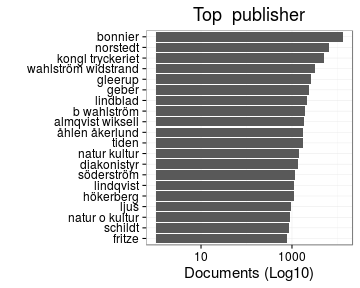 Top publisher
bonnier
norstedt
kongl tryckeriet
wahlström widstrand
gleerup
geber
lindblad
b wahlström
almqvist wiksell
åhlen åkerlund
tiden
natur kultur
diakonistyr
söderström
lindqvist
hökerberg
ljus
natur o kultur
schildt
fritze
10 1000
Documents (Log10)